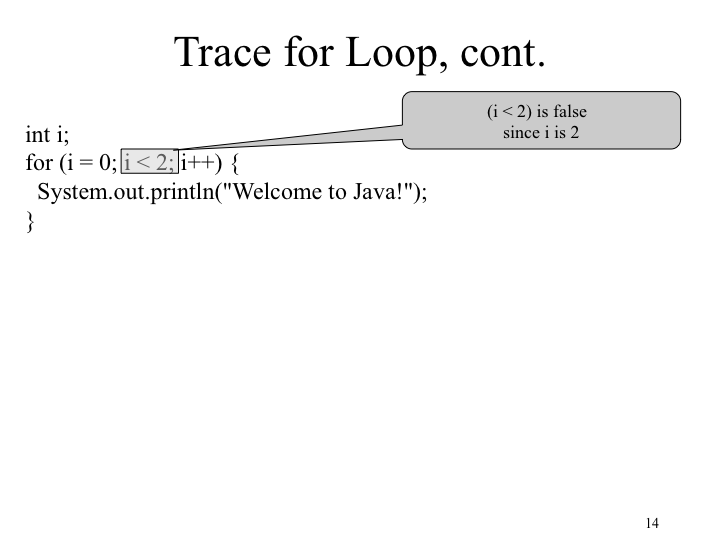 Trace for Loop, cont.
(i < 2) is false
since i is 2
int i;
for (i = 0; i < 2; i++) {
  System.out.println("Welcome to Java!");
}
14